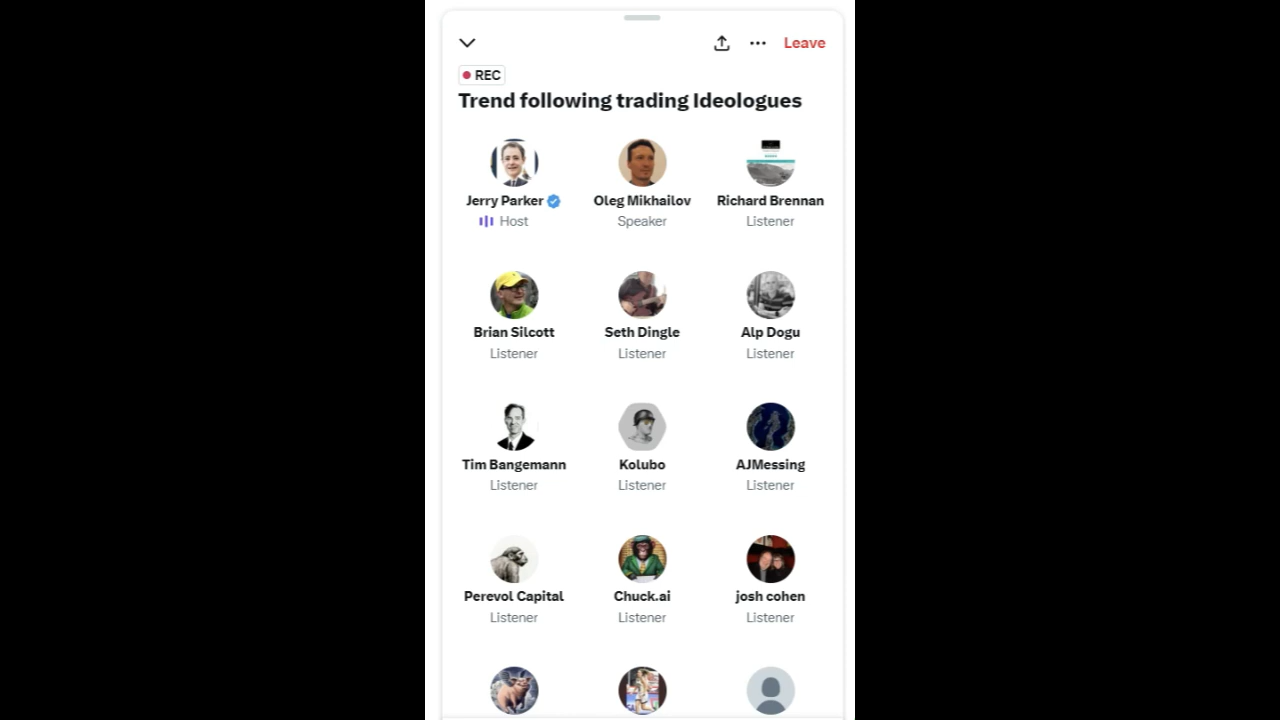 Leave
REC
Trend following trading Ideologues
Jerry Parker
Oleg Mikhailov
Richard Brennan
Host
Speaker
Listener
Brian Silcott
Seth Dingle
Alp Dogu
Listener
Listener
Listener
Tim Bangemann
Kolubo
AJMessing
Listener
Listener
Listener
Perevol Capital
Chuck.ai
josh cohen
Listener
Listener
Listener